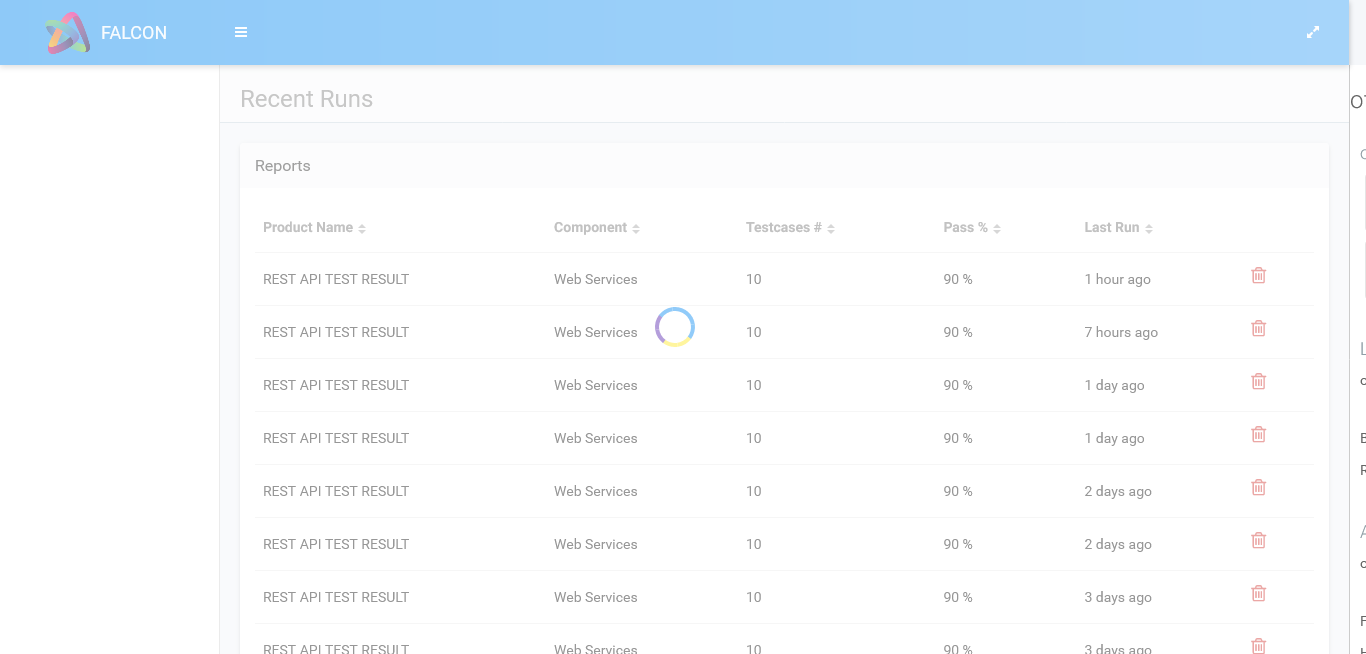 FALCON
Recent Runs
Reports
Product Name Component Testcases # Pass % Last Run
REST API TEST RESULT Web Services 10 90 % 1 hour ago
REST API TEST RESULT Web Services 10 90 % 7 hours ago
REST API TEST RESULT Web Services 10 90 % 1 day ago
REST API TEST RESULT Web Services 10 90 % 1 day ago
REST API TEST RESULT Web Services 10 90 % 2 days ago
REST API TEST RESULT Web Services 10 90 % 2 days ago
REST API TEST RESULT Web Services 10 90 % 3 days ago
REST API TEST RESULT Web Services 10 90 % 3 days ago